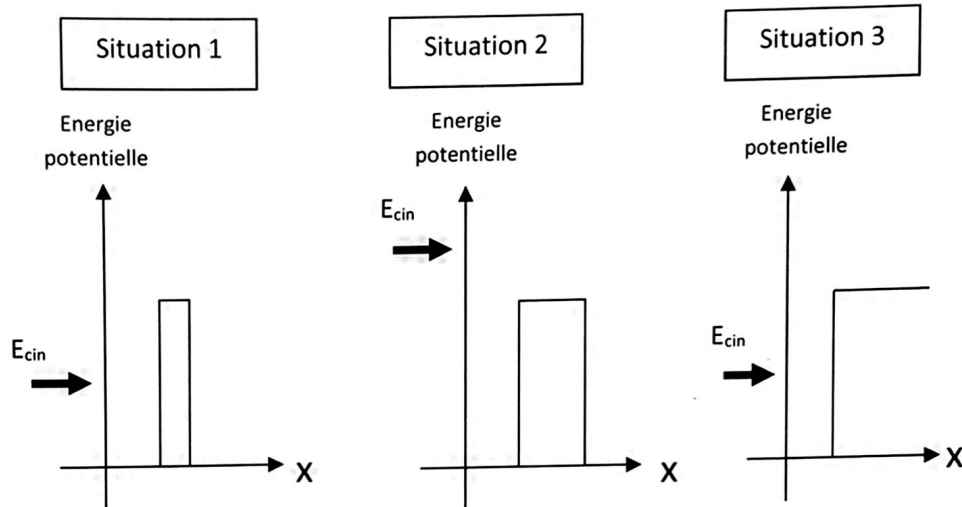 Situation 1
Situation 2
Situation 3
Energie
potentielle
Energie
potentielle
Energie
potentielle
Ecin
Ecin
Ecin
X
X
X